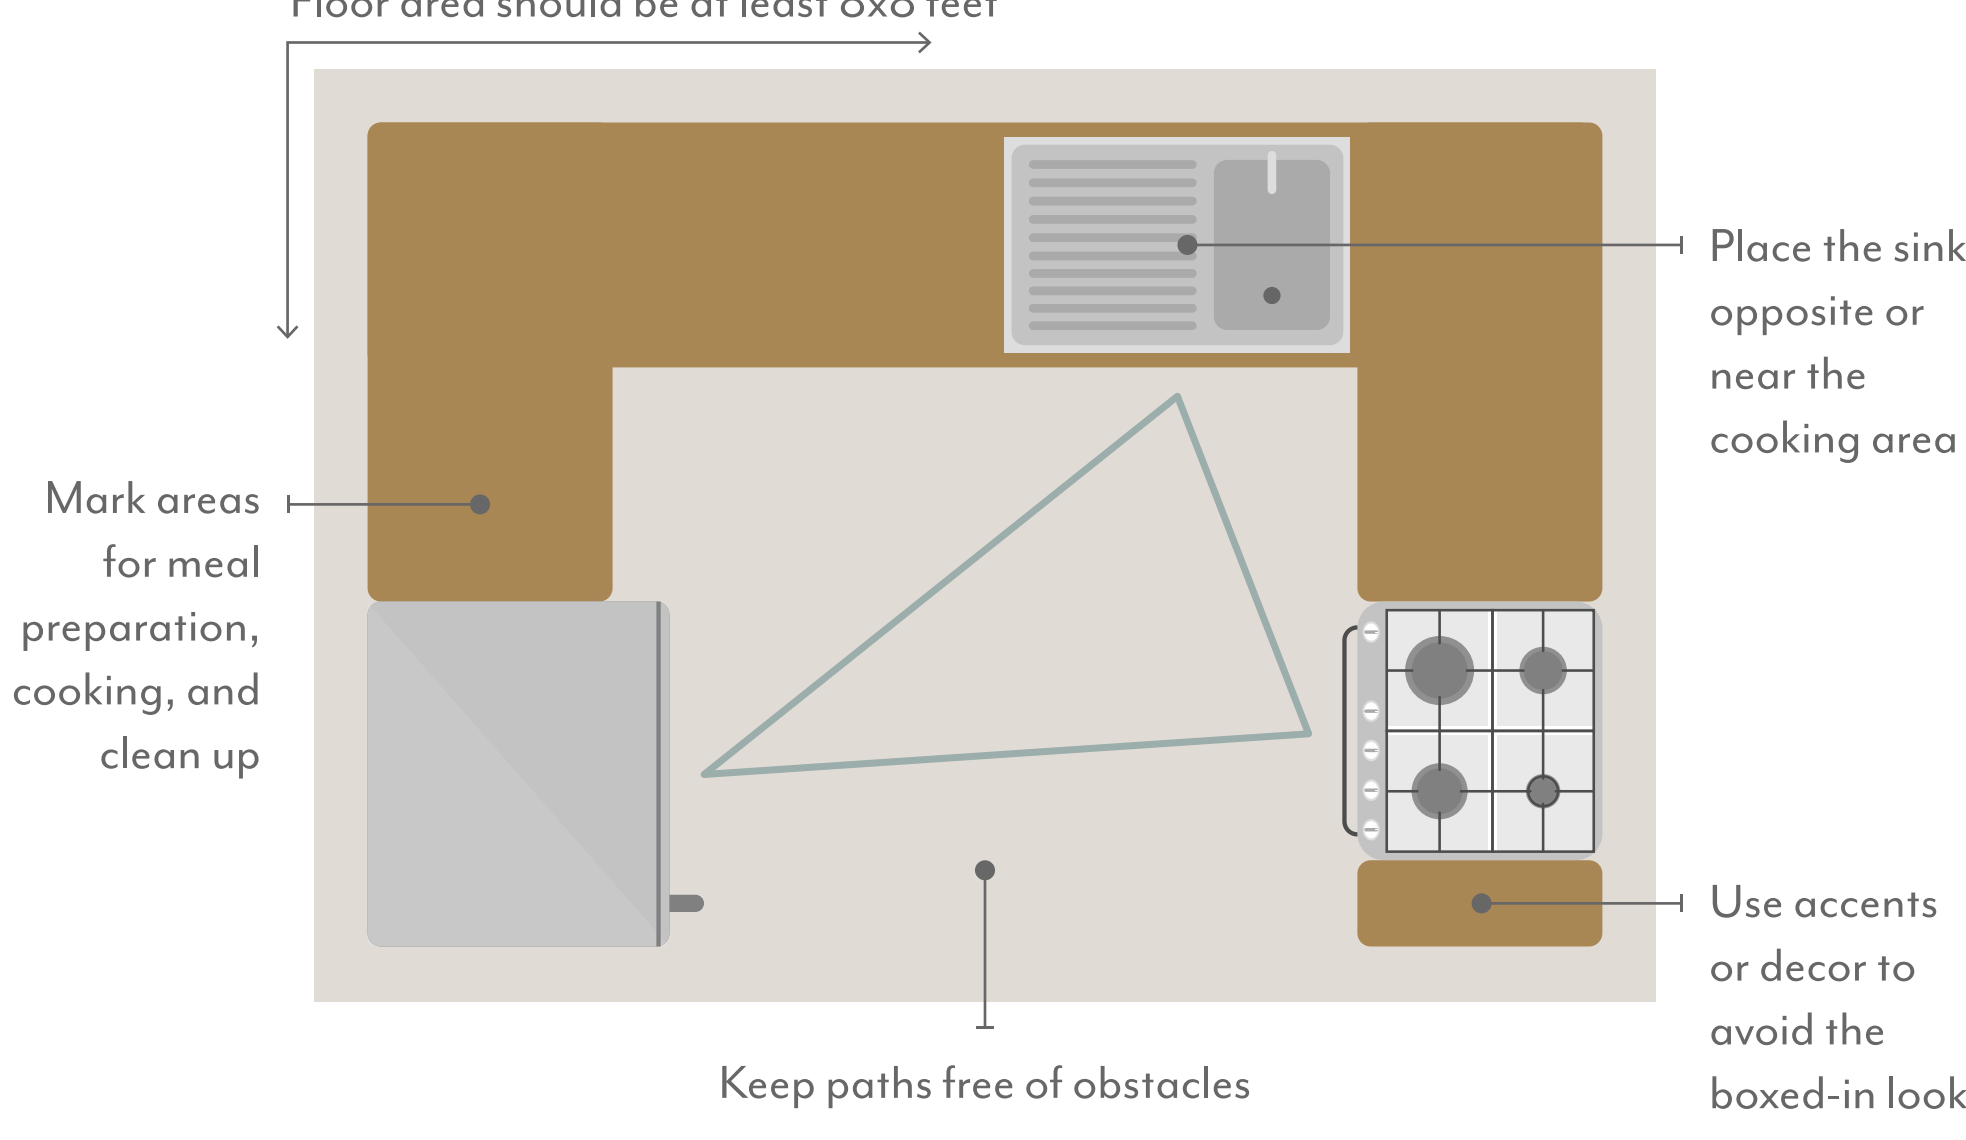 Floor area should be at least feet
Place the sink
opposite or
near the
cooking area
Mark areas
for meal
preparation,
cooking, and
clean up
Use accents
or decor to
avoid the
boxed-in look
Keep paths free of obstacles